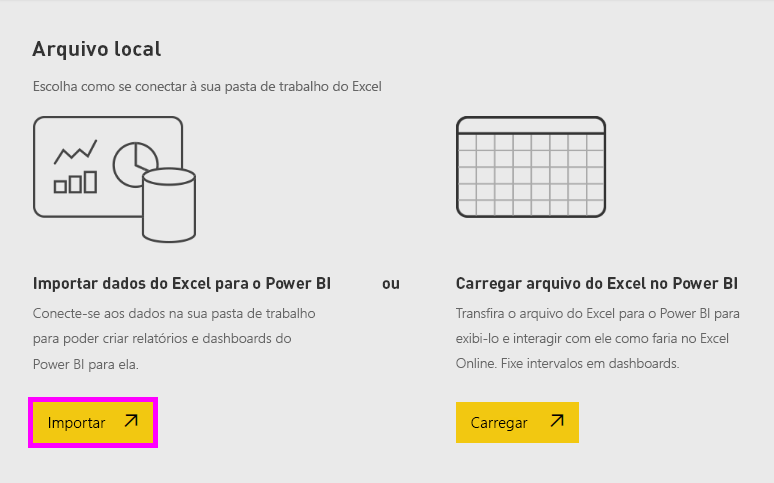 Arquivo local
Escolha como se conectar à sua pasta de trabalho do Excel
Importar dados do Excel para o Power BI
Conecte-se aos dados na sua pasta de trabalho
para poder criar relatórios e dashboards do
Power BI para ela.
Importar
ou
Carregar arquivo do Excel no Power BI
Transfira o arquivo do Excel para o Power BI para
exibi-lo e interagir com ele como faria no Excel
Online. Fixe intervalos em dashboards.
Carregar